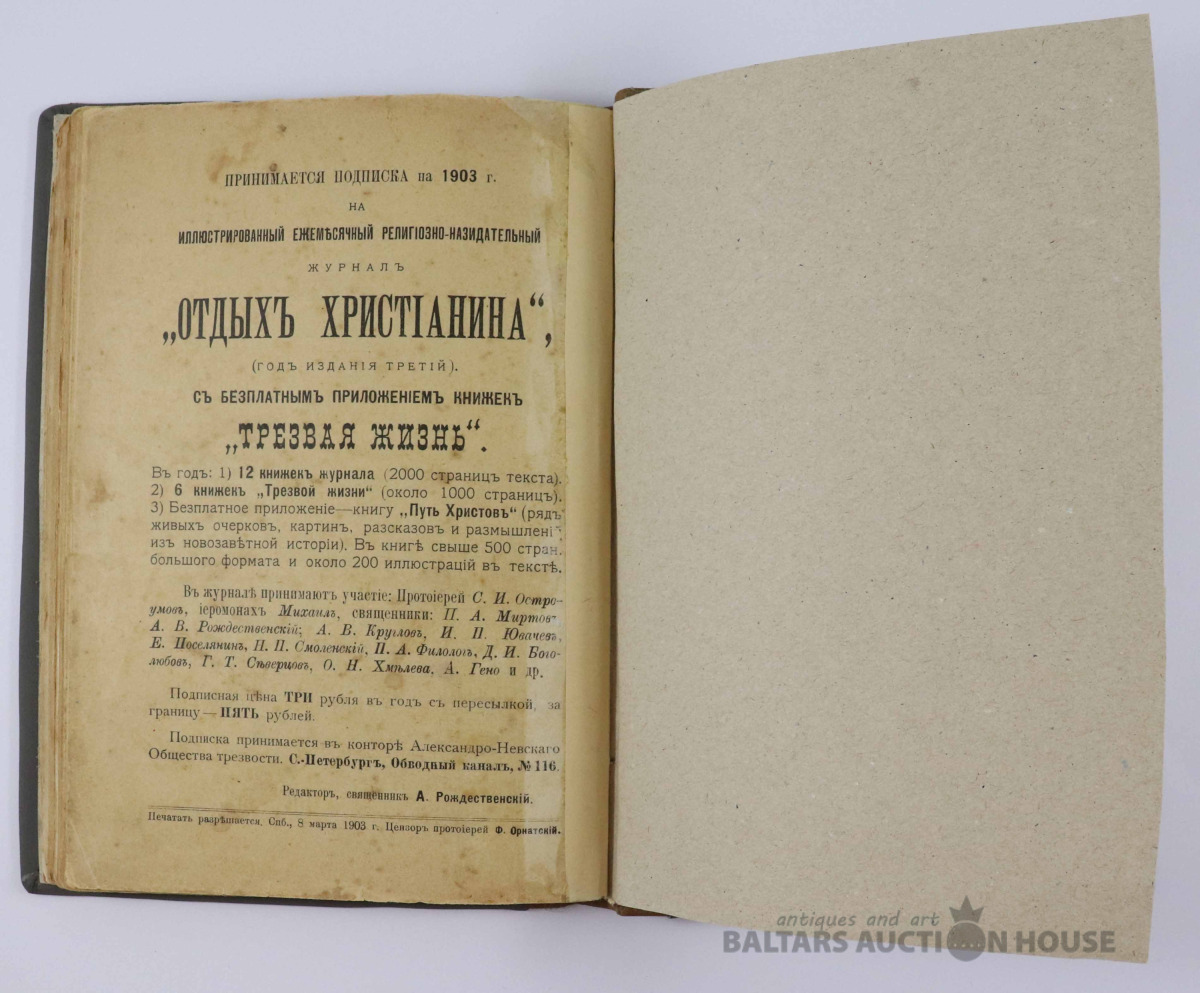 ПРИНИМАЕТСЯ ПОДПИСКА на 1903 г.
НА
ИЛЛЮСТРИРОВАННЫЙ ЕЖЕМѢСЯЧНЫЙ РЕЛИГІОЗНО-НАЗИДАТЕЛЬНЫЙ
ЖУРНАЛЪ
„ОТДЫХЪ ХРИСТІАНИНА“,
(ГОДЪ ИЗДАНІЯ ТРЕТІЙ).
СЪ БЕЗПЛАТНЫМЪ ПРИЛОЖЕНІЕМЪ КНИЖЕКЪ
„ТРЕЗВАЯ ЖИЗНЬ“.
Въ годъ: 1) 12 книжекъ журнала (2000 страницъ текста).
2) 6 книжекъ „Трезвой жизни“ (около 1000 страницъ).
3) Безплатное приложеніе—книгу „Путь Христовъ“ (рядъ
живыхъ очерковъ, картинъ, разсказовъ и размышленій
изъ новозавѣтной исторіи). Въ книгѣ свыше 500 стран.
большого формата и около 200 иллюстрацій въ текстѣ.
Въ журналѣ принимаютъ участіе: Протоіерей С. И. Остро-
умовъ, іеромонахъ Михаилъ, священники: П. А. Миртовъ
А. В. Рождественскій; А. В. Кругловъ, И. П. Ювачевъ,
Е. Поселянинъ, Н. П. Смоленскій, П. А. Филологъ, Д. И. Бого-
любовъ, Г. Т. Сѣверцовъ, О. Н. Хмѣлева, А. Гено и др.
Подписная цѣна ТРИ рубля въ годъ съ пересылкой, за
границу—ПЯТЬ рублей.
Подписка принимается въ конторѣ Александро-Невскаго
Общества трезвости. С.-Петербургъ, Обводный каналъ, № 116.
Редакторъ, священникъ А. Рождественскій.
Печатать разрѣшается. Спб., 8 марта 1903 г. Цензоръ протоіерей Ф. Орнатскій.
antiques and art
BALTARS AUCTION HOUSE